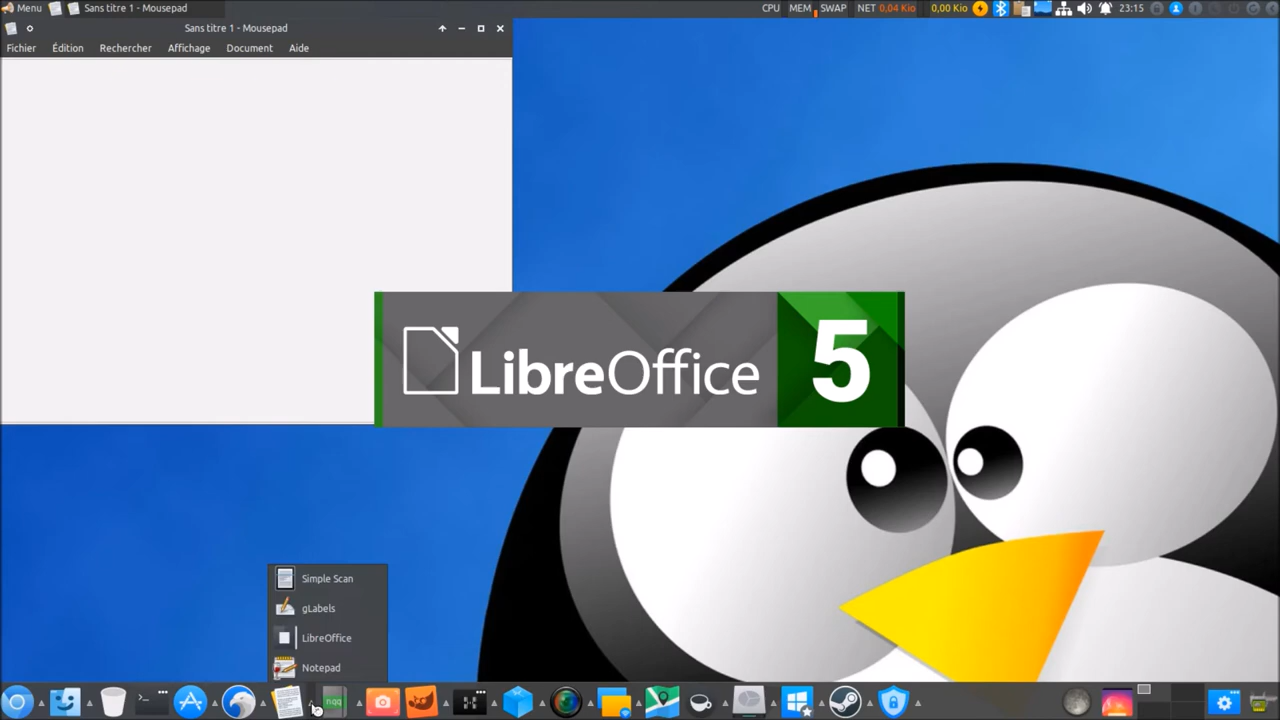 Menu Sans titre 1 - Mousepad CPU MEM SWAP NET 0,04 Kio 0,00 Kio 23:15
Sans titre 1 - Mousepad
Fichier Édition Rechercher Affichage Document Aide
LibreOffice 5
Simple Scan
gLabels
LibreOffice
Notepad
nqq